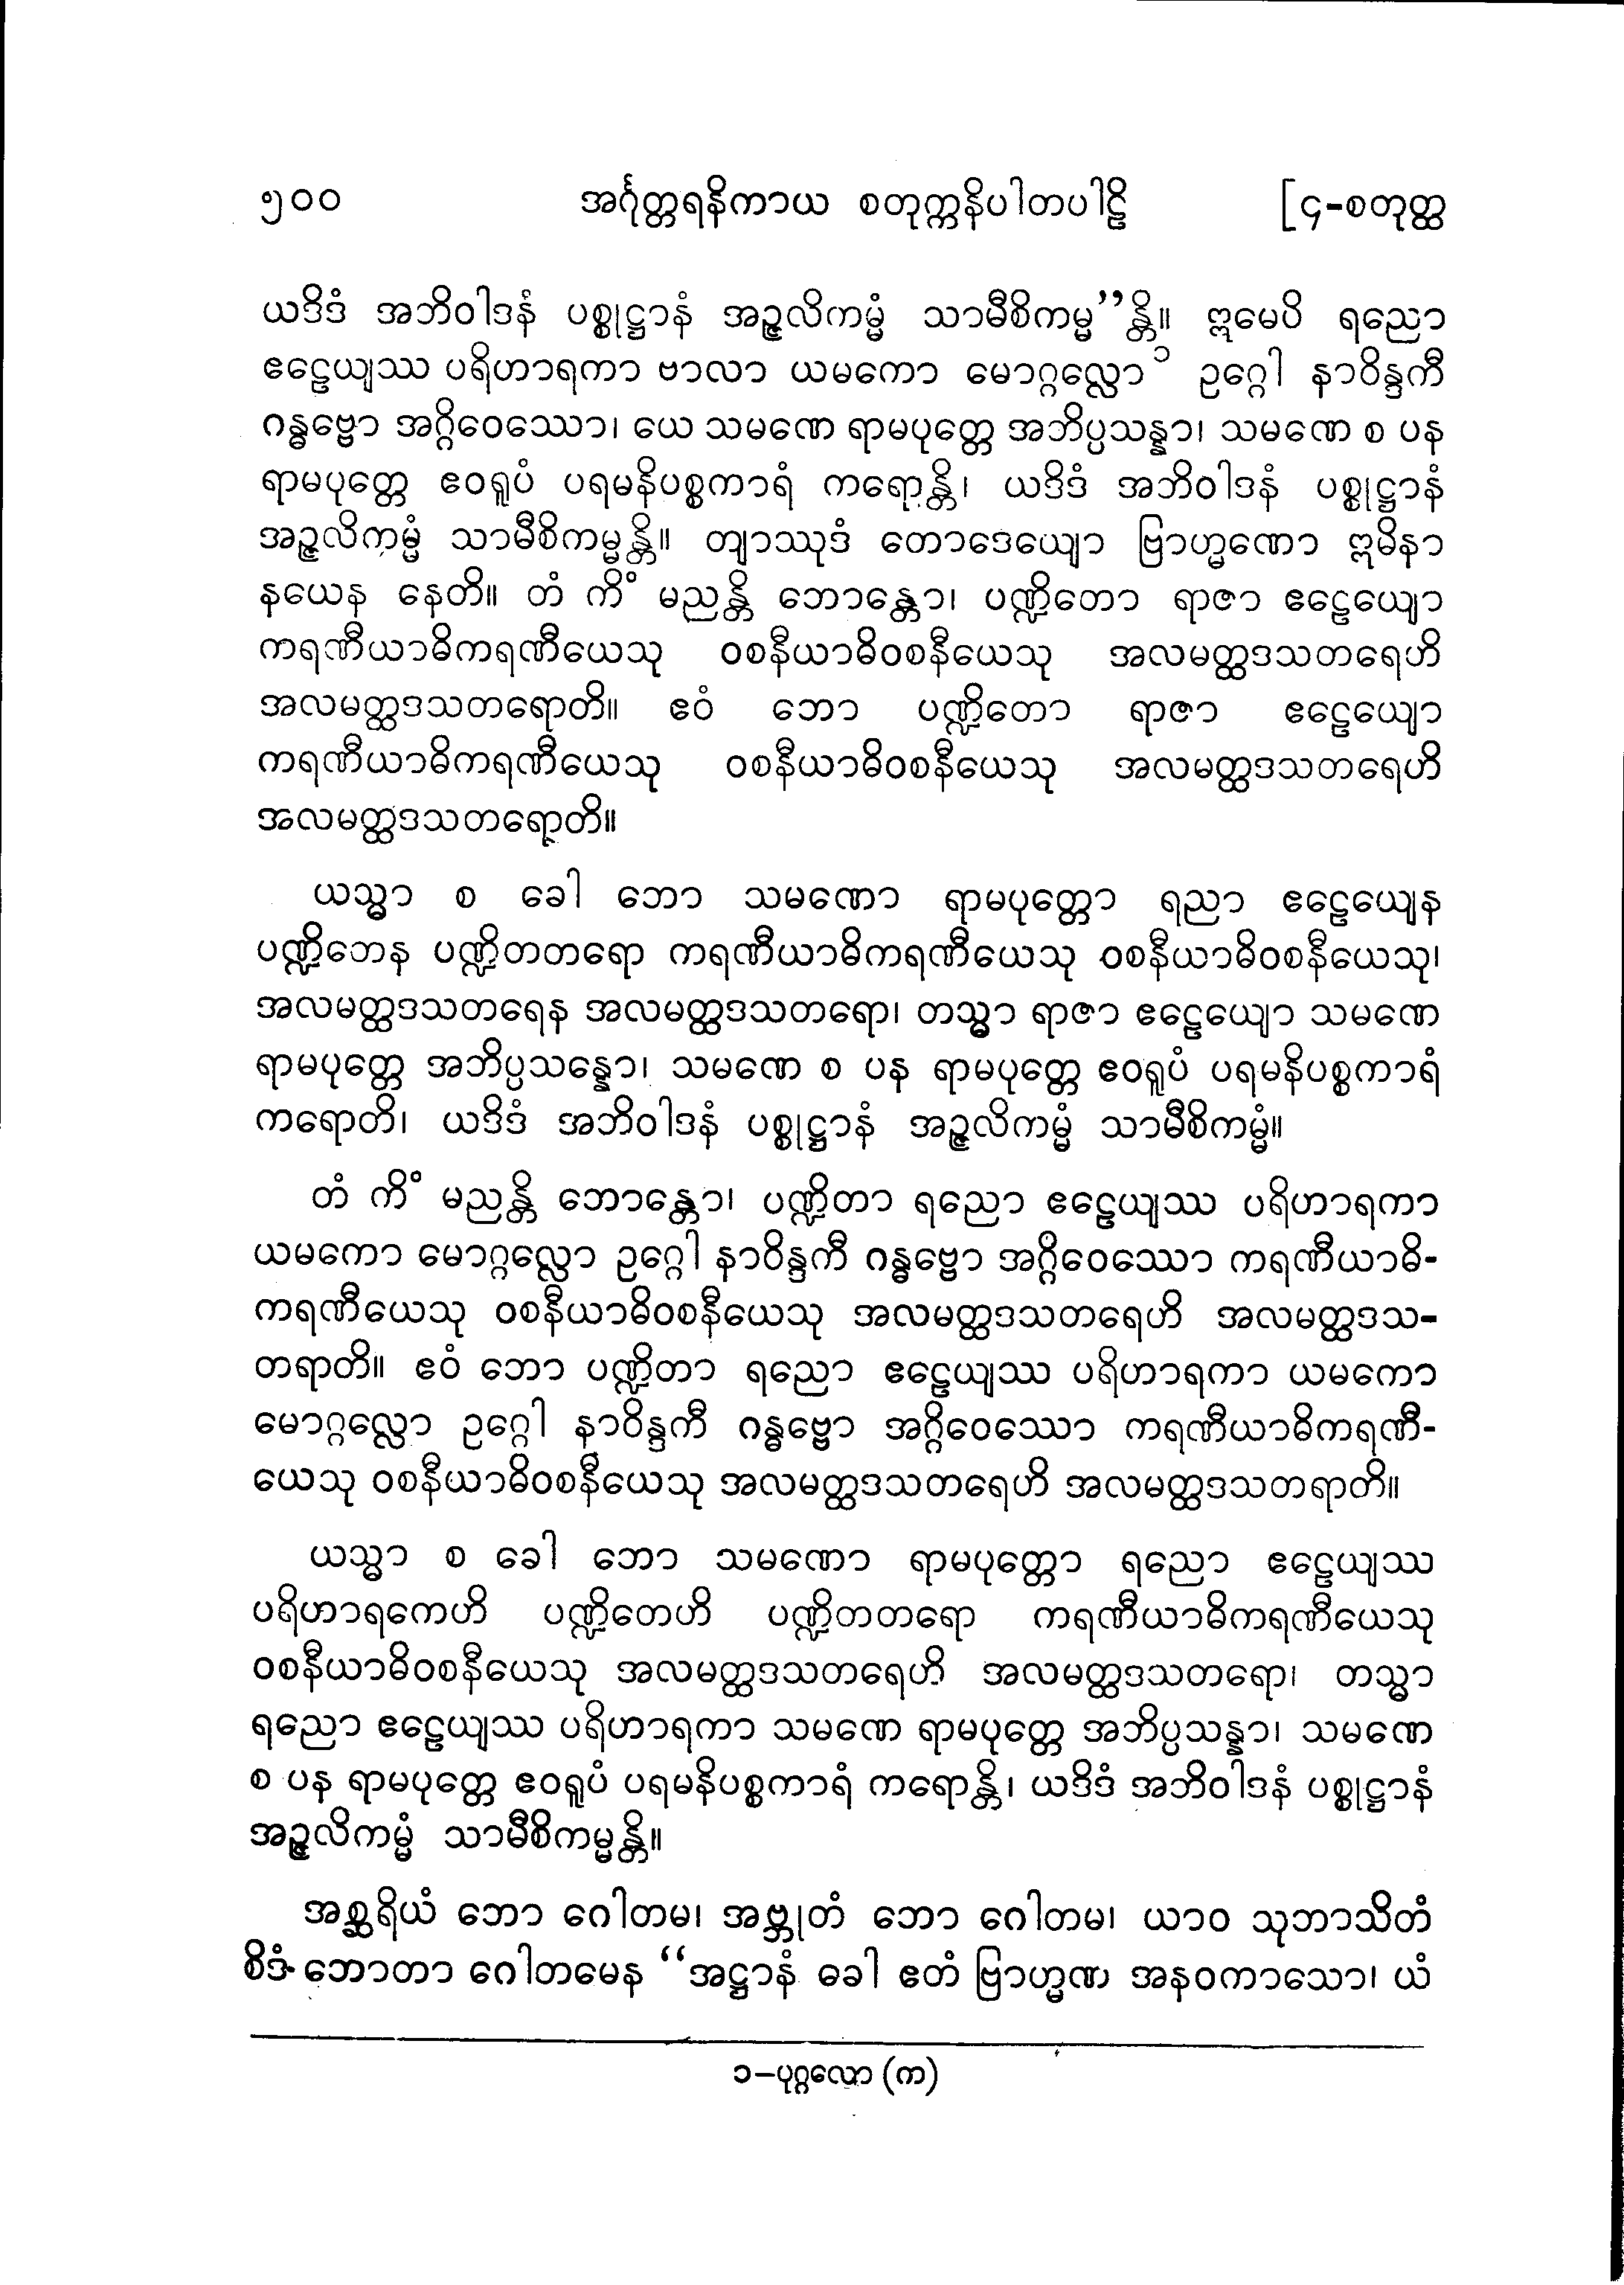 ၅၀၀ အင်္ဂုတ္တရနိကာယ စတုက္ကနိပါတပါဠိ [၄-စတုတ္ထ
ယဒိဒံ အဘိဝါဒနံ ပစ္စုဋ္ဌာနံ အဉ္ဇလိကမ္မံ သာမီစိကမ္မ’’န္တိ။ ဣမေပိ ရညော
ဧဠေယျဿ ပရိဟာရကာ ဗာလာ ယမကော မောဂ္ဂလ္လော ၁ ဥဂ္ဂေါ နာဝိန္ဒကီ
ဂန္ဓဗ္ဗော အဂ္ဂိဝေဿော၊ ယေ သမဏေ ရာမပုတ္တေ အဘိပ္ပသန္နာ၊ သမဏေ စ ပန
ရာမပုတ္တေ ဧဝရူပံ ပရမနိပစ္စကာရံ ကရောန္တိ၊ ယဒိဒံ အဘိဝါဒနံ ပစ္စုဋ္ဌာနံ
အဉ္ဇလိကမ္မံ သာမီစိကမ္မန္တိ။ တျာဿုဒံ တောဒေယျော ဗြာဟ္မဏော ဣမိနာ
နယေန နေတိ။ တံ ကိံ မညန္တိ ဘောန္တော၊ ပဏ္ဍိတော ရာဇာ ဧဠေယျော
ကရဏီယာဓိကရဏီယေသု ဝစနီယာဓိဝစနီယေသု အလမတ္ထဒသတရေဟိ
အလမတ္ထဒသတရောတိ။ ဧဝံ ဘော ပဏ္ဍိတော ရာဇာ ဧဠေယျော
ကရဏီယာဓိကရဏီယေသု ဝစနီယာဓိဝစနီယေသု အလမတ္ထဒသတရေဟိ
အလမတ္ထဒသတရောတိ။
ယသ္မာ စ ခေါ ဘော သမဏော ရာမပုတ္တော ရညာ ဧဠေယျေန
ပဏ္ဍိတေန ပဏ္ဍိတတရော ကရဏီယာဓိကရဏီယေသု ဝစနီယာဓိဝစနီယေသု၊
အလမတ္ထဒသတရေန အလမတ္ထဒသတရော၊ တသ္မာ ရာဇာ ဧဠေယျော သမဏေ
ရာမပုတ္တေ အဘိပ္ပသန္နော၊ သမဏေ စ ပန ရာမပုတ္တေ ဧဝရူပံ ပရမနိပစ္စကာရံ
ကရောတိ၊ ယဒိဒံ အဘိဝါဒနံ ပစ္စုဋ္ဌာနံ အဉ္ဇလိကမ္မံ သာမီစိကမ္မံ။
တံ ကိံ မညန္တိ ဘောန္တော၊ ပဏ္ဍိတာ ရညော ဧဠေယျဿ ပရိဟာရကာ
ယမကော မောဂ္ဂလ္လော ဥဂ္ဂေါ နာဝိန္ဒကီ ဂန္ဓဗ္ဗော အဂ္ဂိဝေဿော ကရဏီယာဓိ-
ကရဏီယေသု ဝစနီယာဓိဝစနီယေသု အလမတ္ထဒသတရေဟိ အလမတ္ထဒသ-
တရာတိ။ ဧဝံ ဘော ပဏ္ဍိတာ ရညော ဧဠေယျဿ ပရိဟာရကာ ယမကော
မောဂ္ဂလ္လော ဥဂ္ဂေါ နာဝိန္ဒကီ ဂန္ဓဗ္ဗော အဂ္ဂိဝေဿော ကရဏီယာဓိကရဏီ-
ယေသု ဝစနီယာဓိဝစနီယေသု အလမတ္ထဒသတရေဟိ အလမတ္ထဒသတရာတိ။
ယသ္မာ စ ခေါ ဘော သမဏော ရာမပုတ္တော ရညော ဧဠေယျဿ
ပရိဟာရကေဟိ ပဏ္ဍိတေဟိ ပဏ္ဍိတတရော ကရဏီယာဓိကရဏီယေသု
ဝစနီယာဓိဝစနီယေသု အလမတ္ထဒသတရေဟိ အလမတ္ထဒသတရော၊ တသ္မာ
ရညော ဧဠေယျဿ ပရိဟာရကာ သမဏေ ရာမပုတ္တေ အဘိပ္ပသန္နာ၊ သမဏေ
စ ပန ရာမပုတ္တေ ဧဝရူပံ ပရမနိပစ္စကာရံ ကရောန္တိ၊ ယဒိဒံ အဘိဝါဒနံ ပစ္စုဋ္ဌာနံ
အဉ္ဇလိကမ္မံ သာမီစိကမ္မန္တိ။
အစ္ဆရိယံ ဘော ဂေါတမ၊ အဗ္ဘုတံ ဘော ဂေါတမ၊ ယာဝ သုဘာသိတံ
စိဒံ ဘောတာ ဂေါတမေန ‘‘အဋ္ဌာနံ ခေါ ဧတံ ဗြာဟ္မဏ အနဝကာသော၊ ယံ
၁–ပုဂ္ဂလော (က)